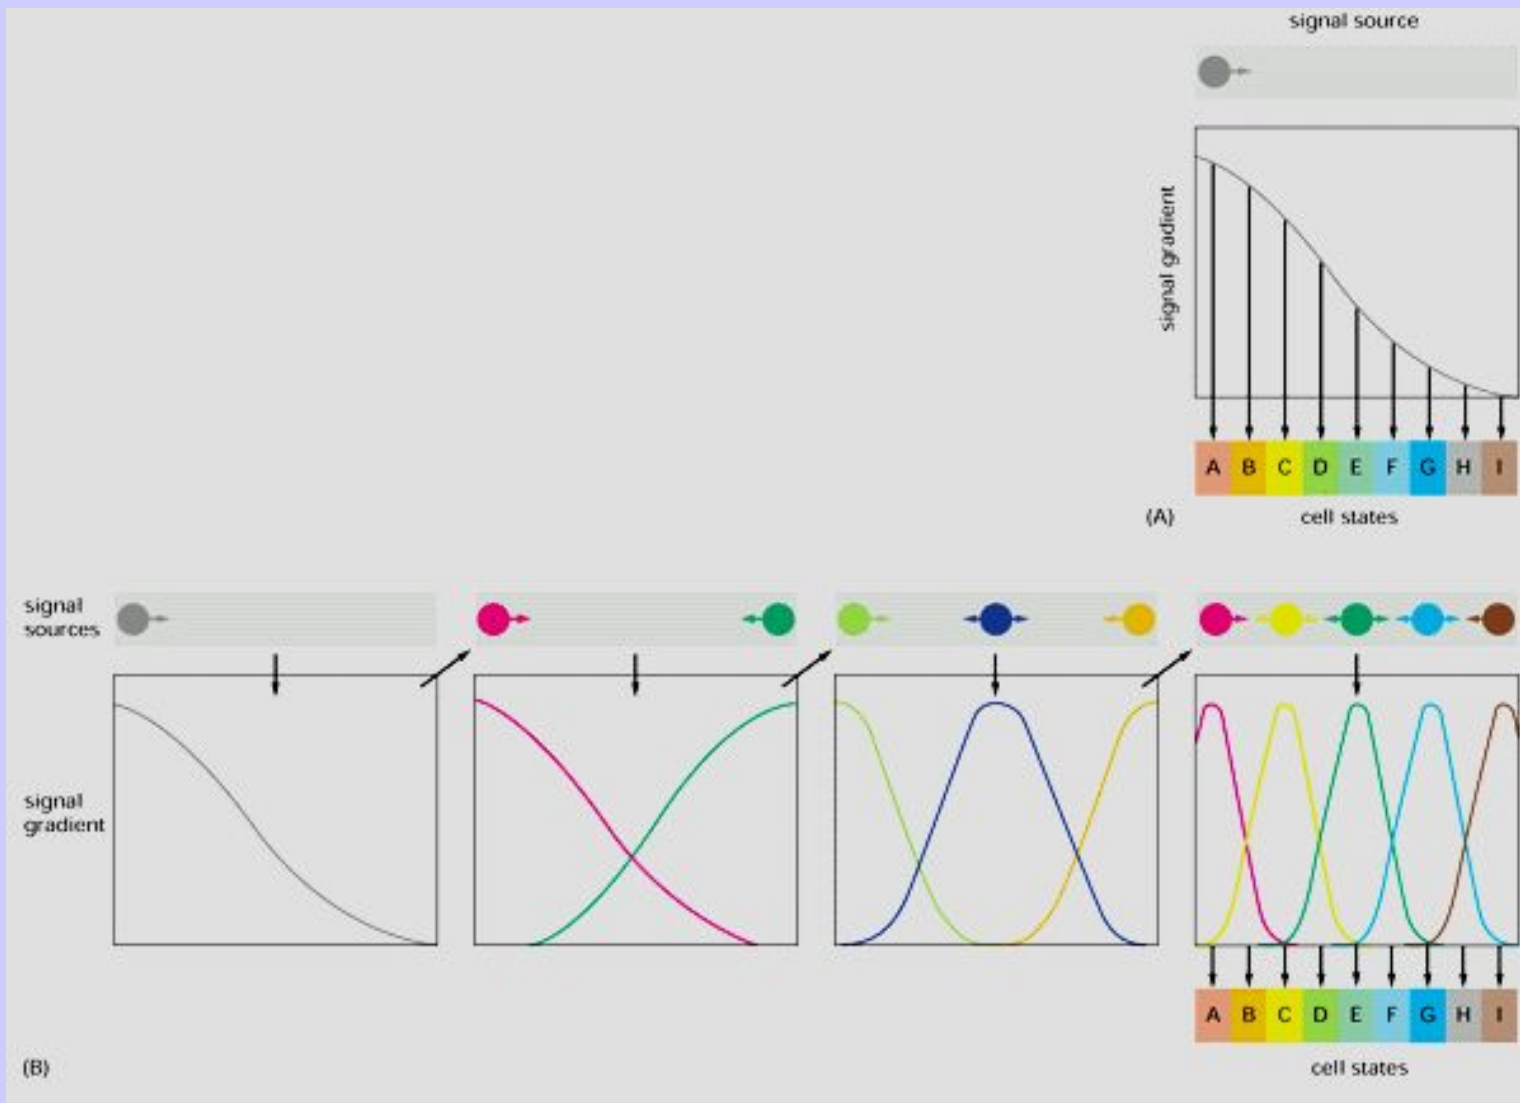 signal source
signal gradient
A B C D E F G H I
(A)
cell states
signal
sources
signal
gradient
A B C D E F G H I
cell states
(B)